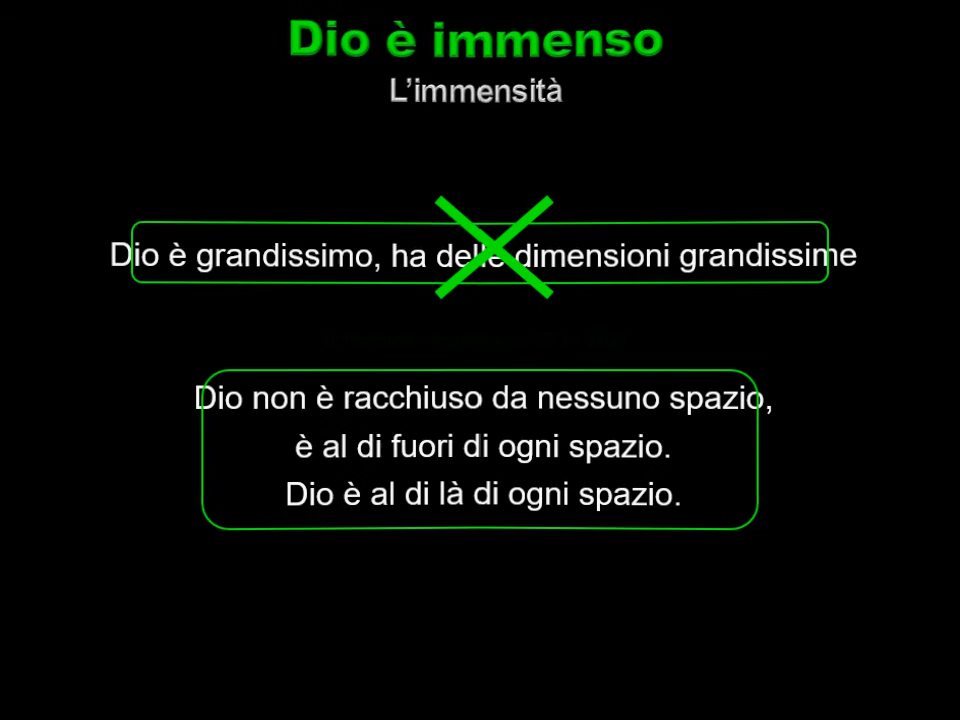 Dio è immenso
L’immensità
Dio è grandissimo, ha delle dimensioni grandissime
Dio non è racchiuso da nessuno spazio,
è al di fuori di ogni spazio.
Dio è al di là di ogni spazio.